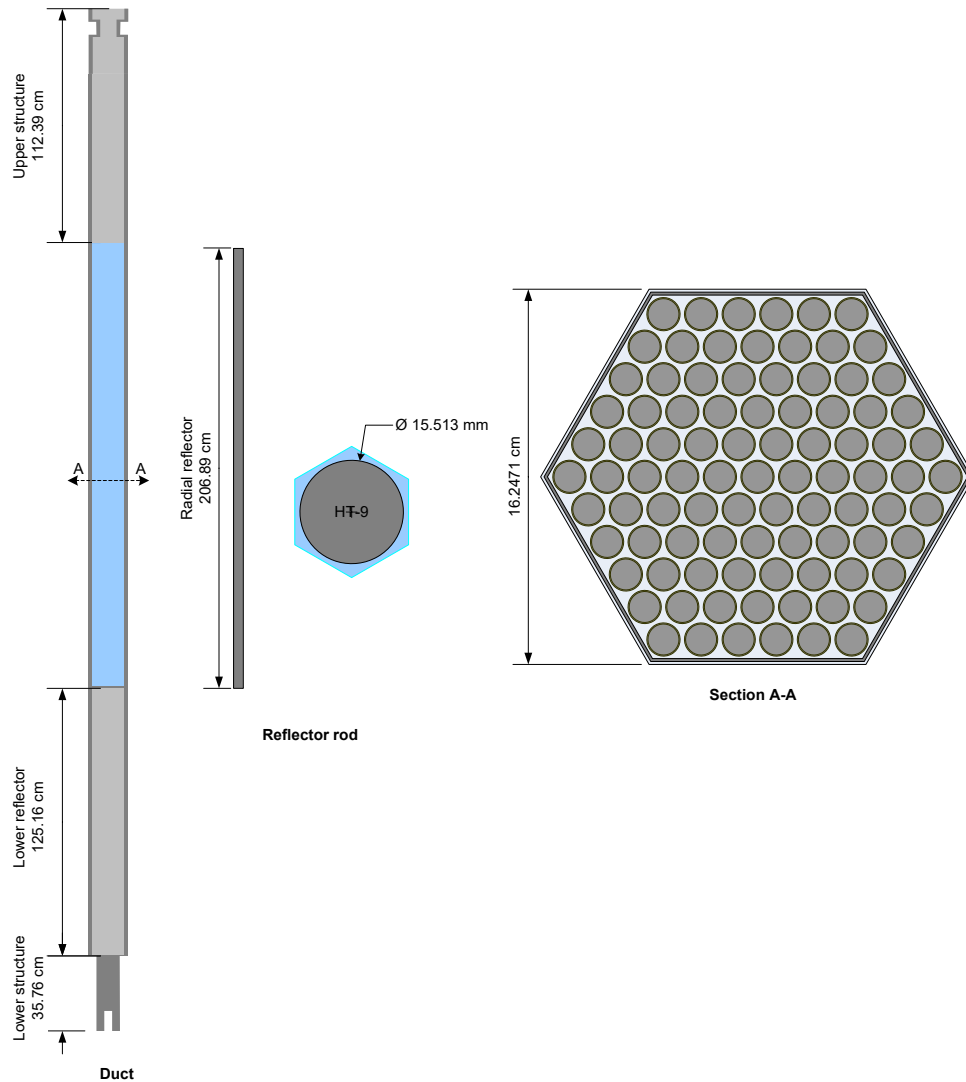 Upper structure
112.39 cm
A
A
Radial reflector
206.89 cm
Ø 15.513 mm
HT-9
16.2471 cm
Section A-A
Reflector rod
Lower reflector
125.16 cm
Lower structure
35.76 cm
Duct